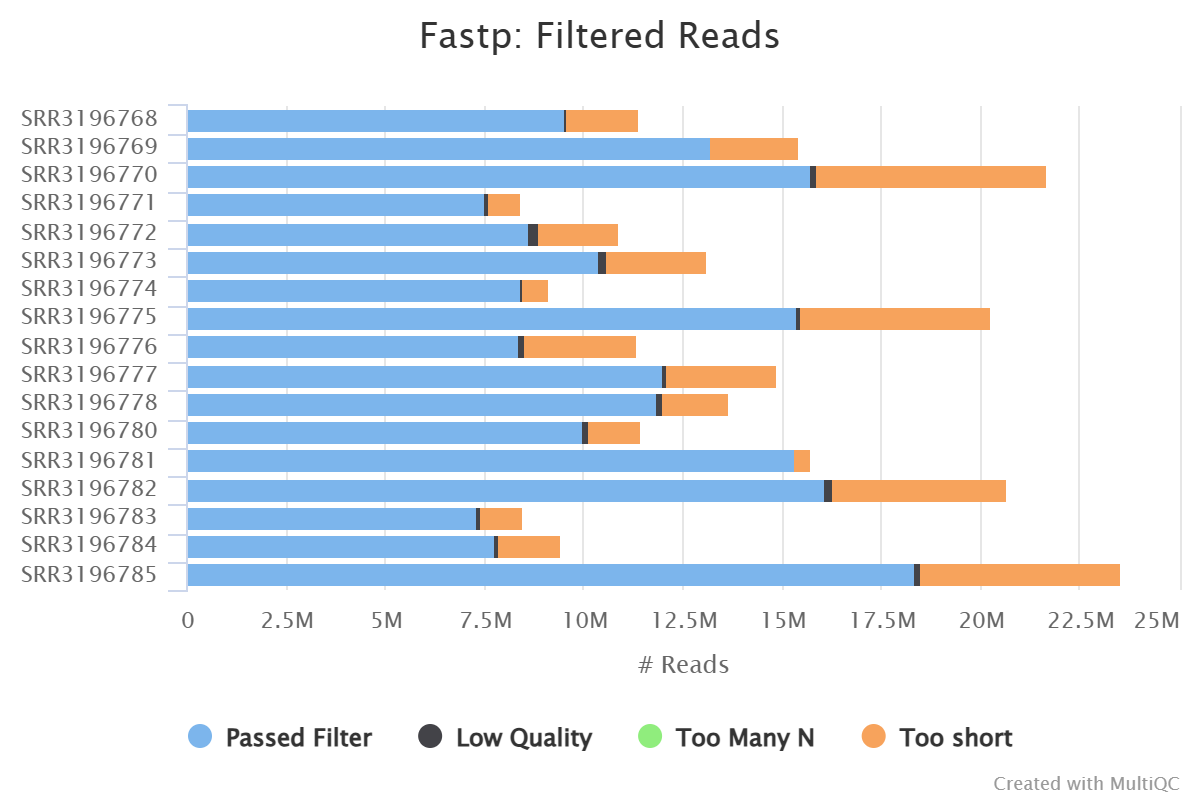 Fastp: Filtered Reads
SRR3196768
SRR3196769
SRR3196770
SRR3196771
SRR3196772
SRR3196773
SRR3196774
SRR3196775
SRR3196776
SRR3196777
SRR3196778
SRR3196780
SRR3196781
SRR3196782
SRR3196783
SRR3196784
SRR3196785
0 2.5M 5M 7.5M 10M 12.5M 15M 17.5M 20M 22.5M 25M
# Reads
Passed Filter Low Quality Too Many N Too short
Created with MultiQC